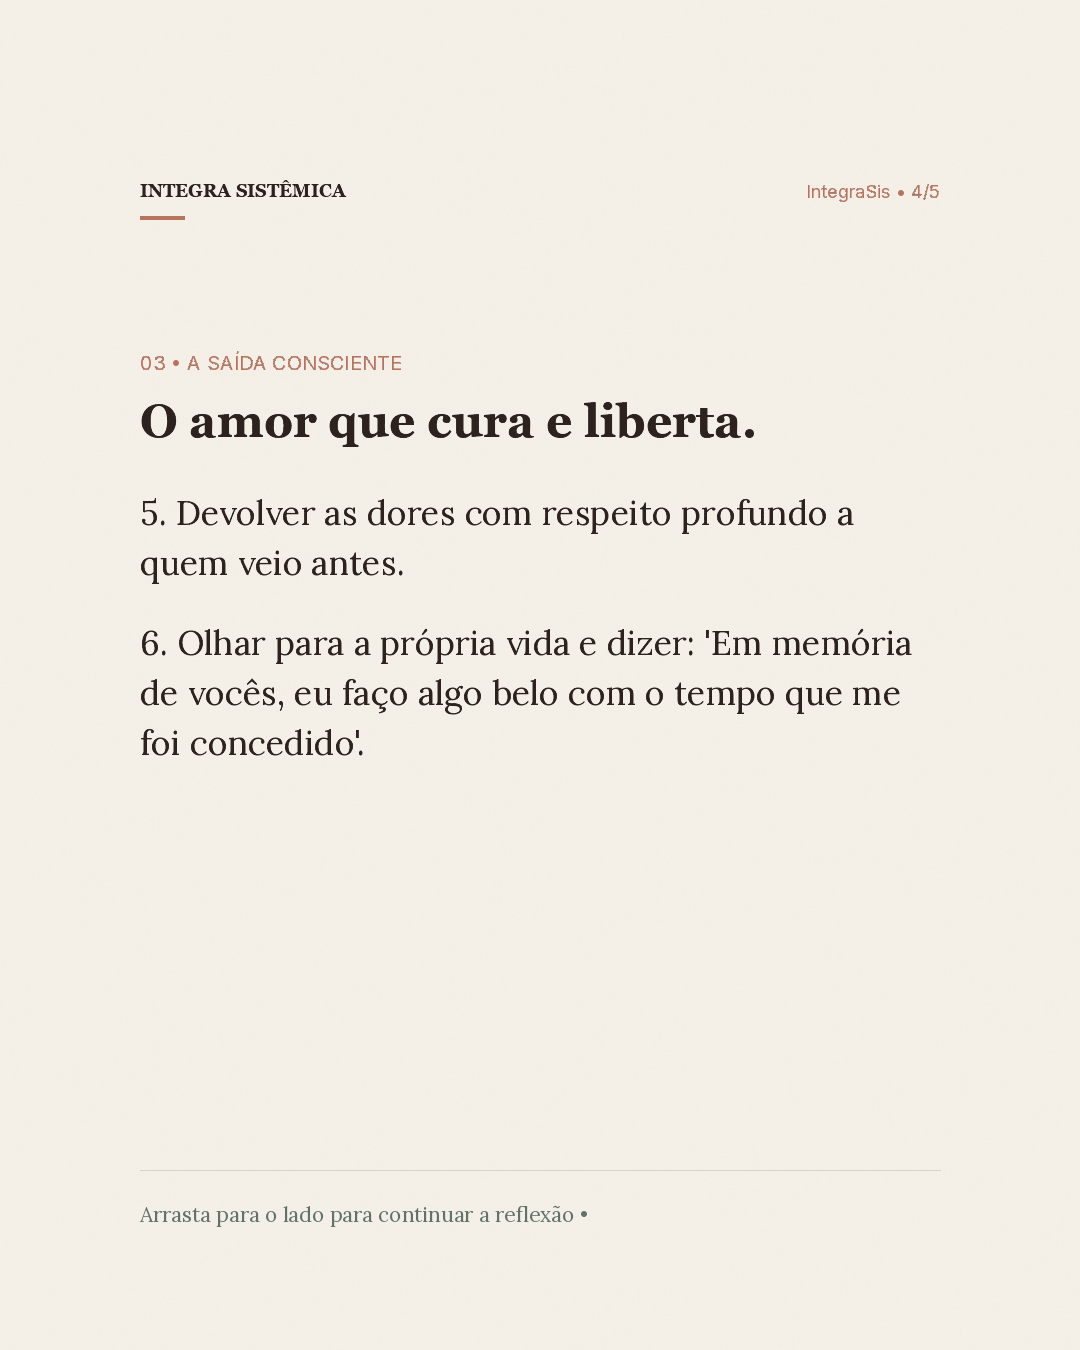 INTEGRA SISTÊMICA
IntegraSis • 4/5
03 • A SAÍDA CONSCIENTE
O amor que cura e liberta.
5. Devolver as dores com respeito profundo a
quem veio antes.
6. Olhar para a própria vida e dizer: 'Em memória
de vocês, eu faço algo belo com o tempo que me
foi concedido'.
Arrasta para o lado para continuar a reflexão •